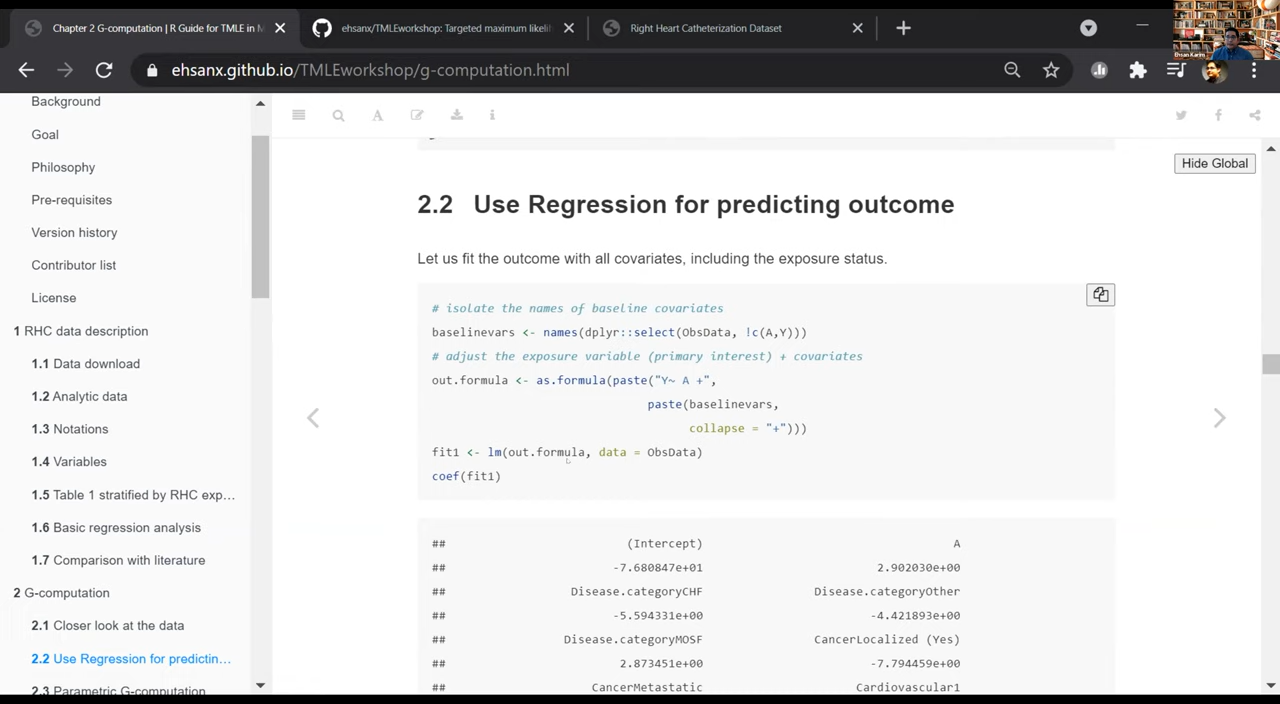 Chapter 2 G-computation | R Guide for TMLE in M
ehsanx/TMLEworkshop: Targeted maximum likeli
Right Heart Catheterization Dataset
Ehsan Karim
ehsanx.github.io/TMLEworkshop/g-computation.html
Background
Goal
Philosophy
Pre-requisites
Version history
Contributor list
License
1 RHC data description
1.1 Data download
1.2 Analytic data
1.3 Notations
1.4 Variables
1.5 Table 1 stratified by RHC exp...
1.6 Basic regression analysis
1.7 Comparison with literature
2 G-computation
2.1 Closer look at the data
2.2 Use Regression for predictin...
2.3 Parametric G-computation
Hide Global
2.2 Use Regression for predicting outcome
Let us fit the outcome with all covariates, including the exposure status.
# isolate the names of baseline covariates
baselinevars <- names(dplyr::select(ObsData, !c(A,Y)))
# adjust the exposure variable (primary interest) + covariates
out.formula <- as.formula(paste("Y~ A +",
paste(baselinevars,
collapse = "+")))
fit1 <- lm(out.formula, data = ObsData)
coef(fit1)
## (Intercept) A
## -7.680847e+01 2.902030e+00
## Disease.categoryCHF Disease.categoryOther
## -5.594331e+00 -4.421893e+00
## Disease.categoryMOSF CancerLocalized (Yes)
## 2.873451e+00 -7.794459e+00
## CancerMetastatic Cardiovascular1